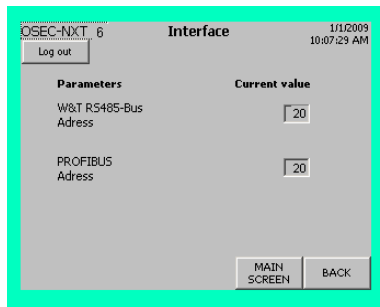 OSEC-NXT 6 Interface 1/1/2009
Log out 10:07:29 AM
Parameters Current value
W&T RS485-Bus
Adress 20
PROFIBUS
Adress 20
MAIN
SCREEN BACK